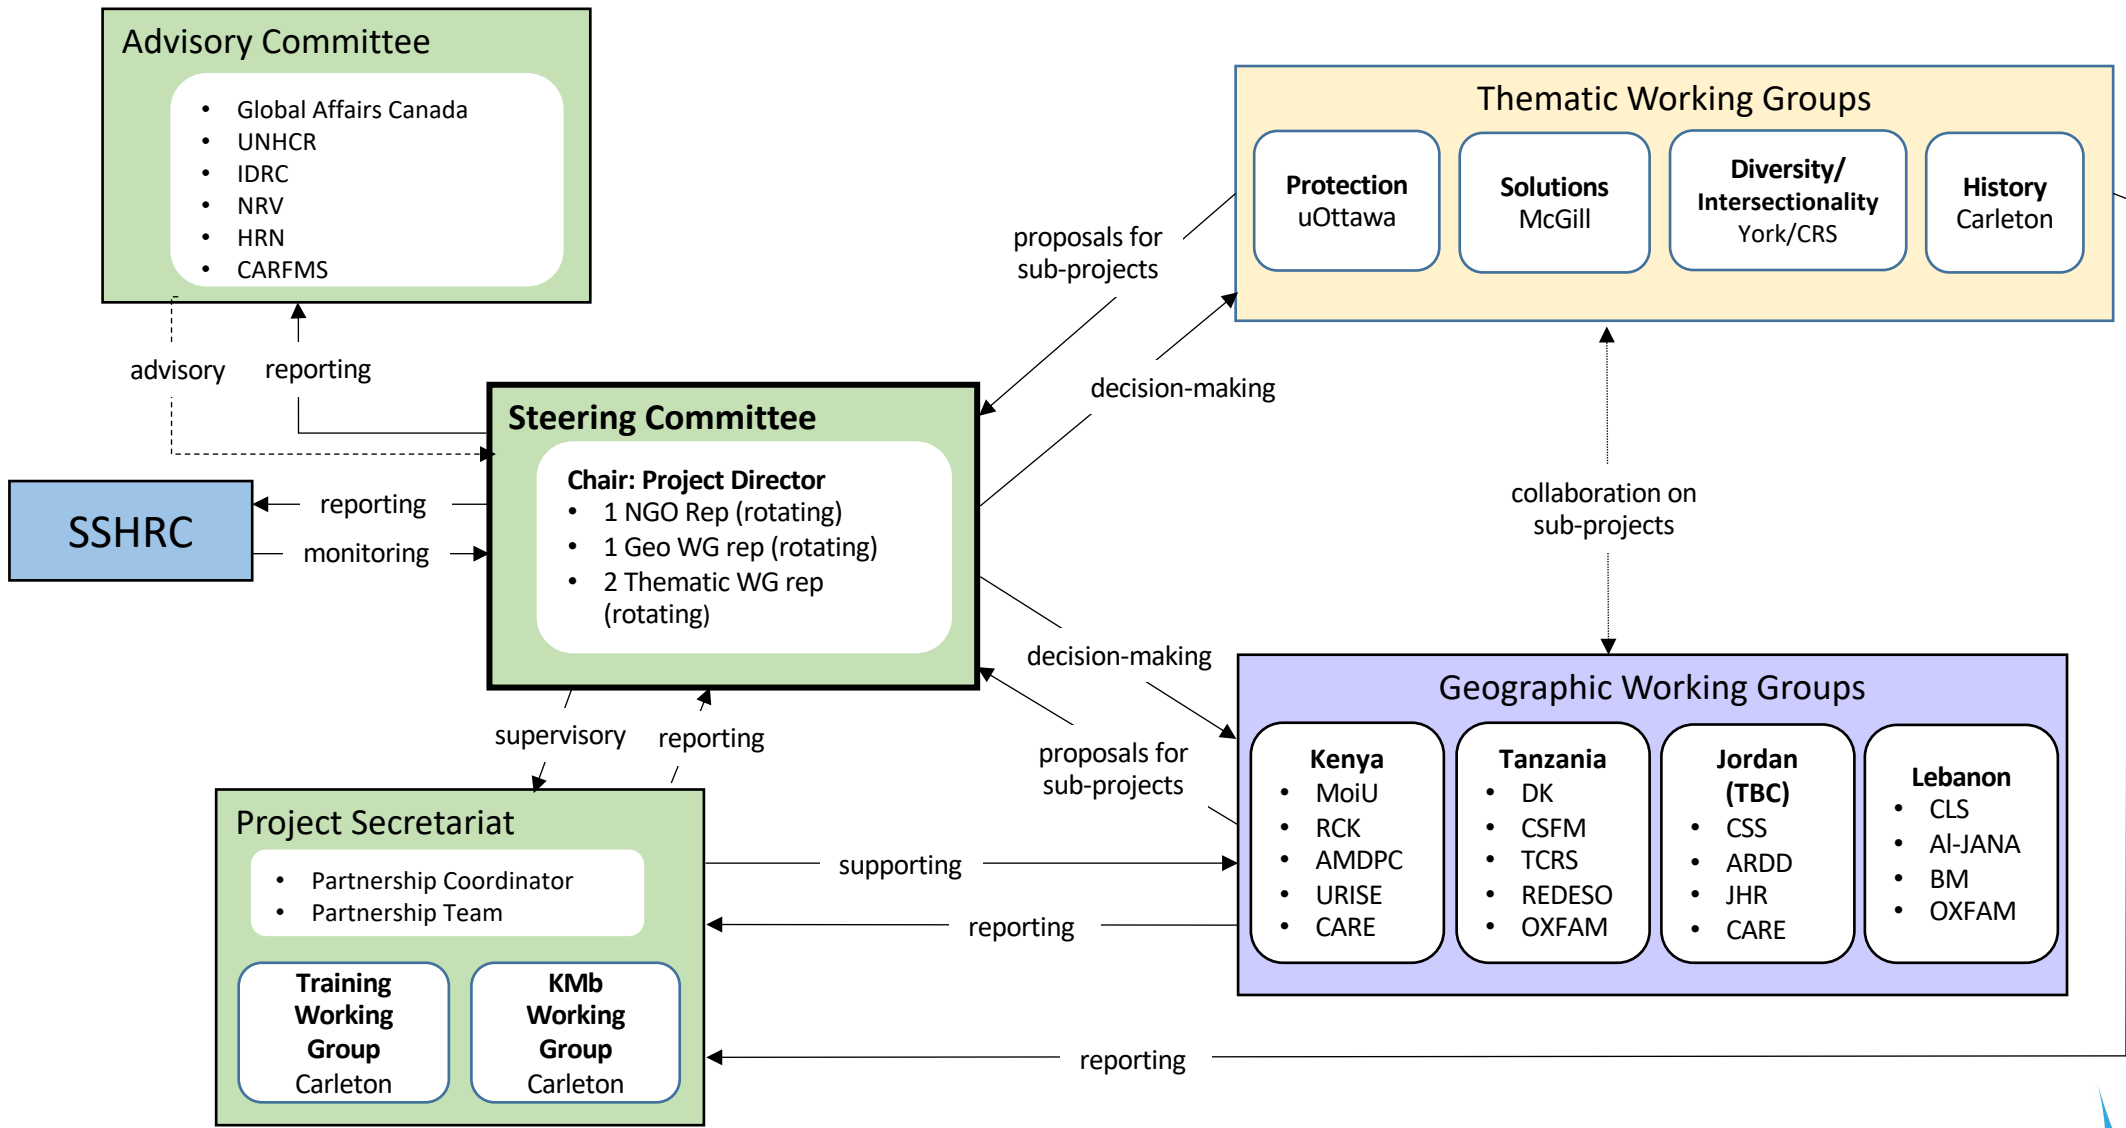 Advisory Committee
• Global Affairs Canada
• UNHCR
• IDRC
• NRV
• HRN
• CARFMS
advisory
reporting
Thematic Working Groups
Protection
uOttawa
Solutions
McGill
Diversity/
Intersectionality
York/CRS
History
Carleton
proposals for
sub-projects
decision-making
Steering Committee
Chair: Project Director
• 1 NGO Rep (rotating)
• 1 Geo WG rep (rotating)
• 2 Thematic WG rep
(rotating)
SSHRC
reporting
monitoring
collaboration on
sub-projects
decision-making
proposals for
sub-projects
supervisory
reporting
Geographic Working Groups
Kenya
• MoiU
• RCK
• AMDPC
• URISE
• CARE
Tanzania
• DK
• CSFM
• TCRS
• REDESO
• OXFAM
Jordan
(TBC)
• CSS
• ARDD
• JHR
• CARE
Lebanon
• CLS
• Al-JANA
• BM
• OXFAM
Project Secretariat
• Partnership Coordinator
• Partnership Team
Training
Working
Group
Carleton
KMb
Working
Group
Carleton
supporting
reporting
reporting